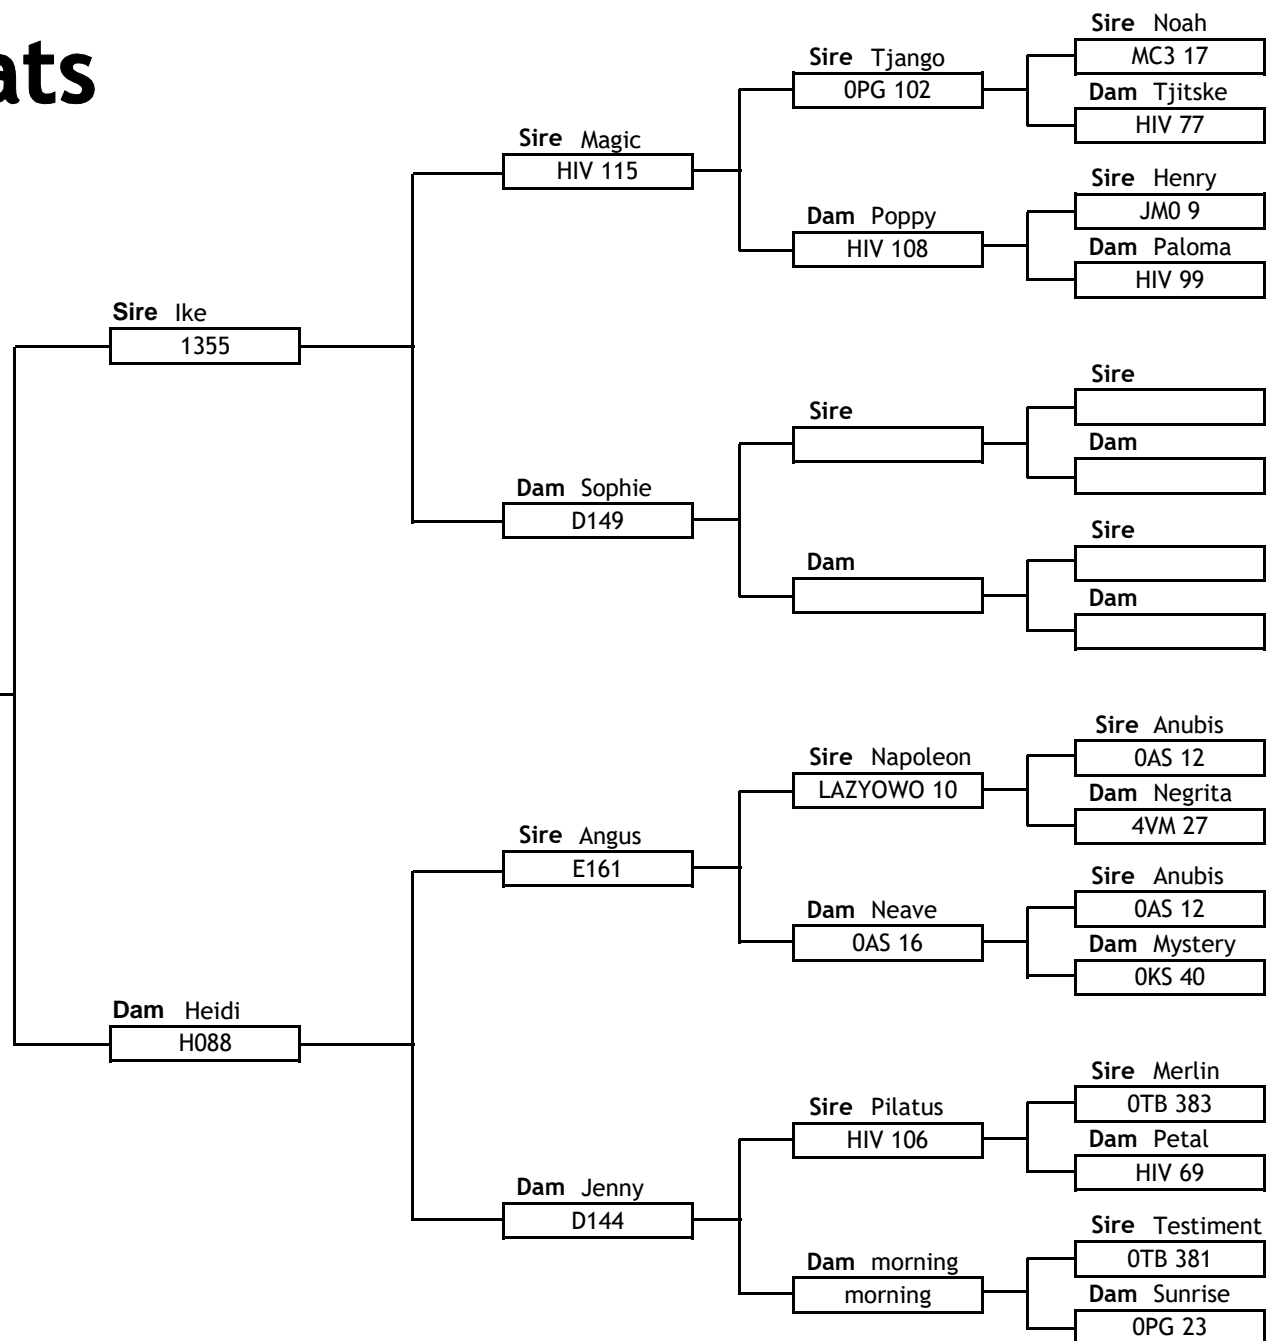 ats
Sire Noah
MC3 17
Sire Tjango
0PG 102
Dam Tjitske
HIV 77
Sire Magic
HIV 115
Sire Henry
JM0 9
Dam Poppy
HIV 108
Dam Paloma
HIV 99
Sire Ike
1355
Sire
Sire
Dam
Dam Sophie
D149
Sire
Dam
Dam
Sire Anubis
0AS 12
Sire Napoleon
LAZYOWO 10
Dam Negrita
4VM 27
Sire Angus
E161
Sire Anubis
0AS 12
Dam Neave
0AS 16
Dam Mystery
0KS 40
Dam Heidi
H088
Sire Merlin
0TB 383
Sire Pilatus
HIV 106
Dam Petal
HIV 69
Dam Jenny
D144
Sire Testiment
0TB 381
Dam morning
morning
Dam Sunrise
0PG 23